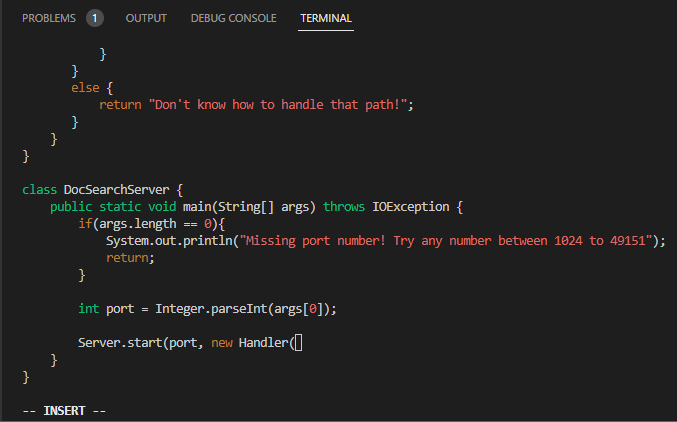 PROBLEMS 1 OUTPUT DEBUG CONSOLE TERMINAL
            }
        }
        else {
            return "Don't know how to handle that path!";
        }
    }
}

class DocSearchServer {
    public static void main(String[] args) throws IOException {
        if(args.length == 0){
            System.out.println("Missing port number! Try any number between 1024 to 49151");
            return;
        }

        int port = Integer.parseInt(args[0]);

        Server.start(port, new Handler(
    }
}

-- INSERT --